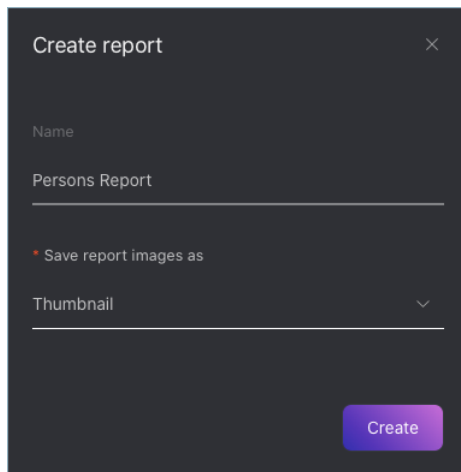 Create report
Name
Persons Report
* Save report images as
Thumbnail
Create